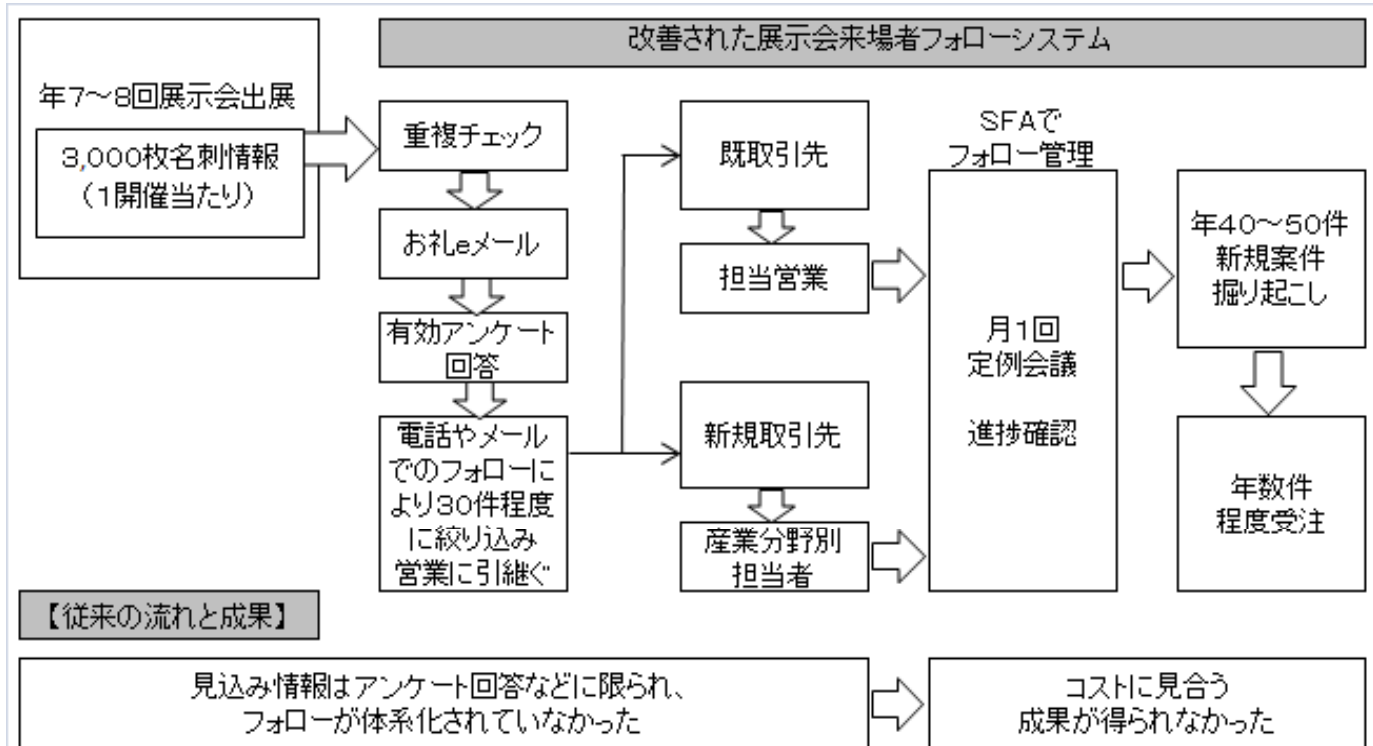 改善された展示会来場者フォローシステム
年7～8回展示会出展
3,000枚名刺情報
（1開催当たり）
重複チェック
お礼eメール
有効アンケート
回答
電話やメール
でのフォローに
より30件程度
に絞り込み
営業に引継ぐ
既取引先
担当営業
新規取引先
産業分野別
担当者
SFAで
フォロー管理
月1回
定例会議
進捗確認
年40～50件
新規案件
掘り起こし
年数件
程度受注
【従来の流れと成果】
見込み情報はアンケート回答などに限られ、
フォローが体系化されていなかった
コストに見合う
成果が得られなかった